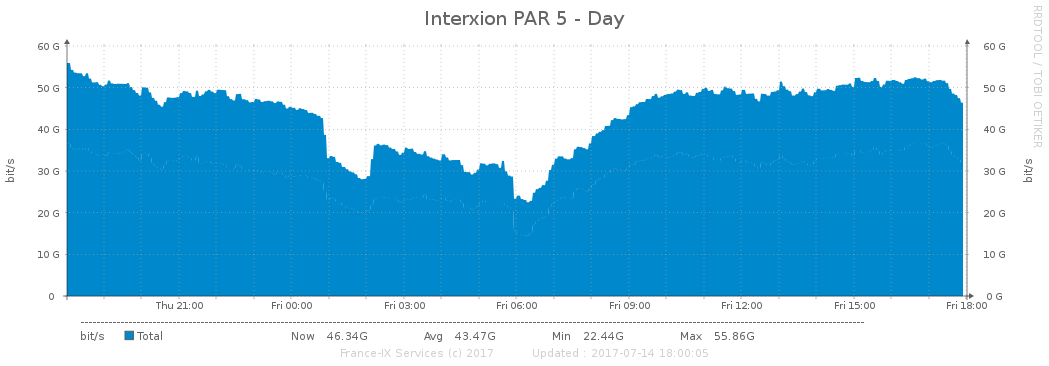 Interxion PAR 5 - Day
RRDTOOL / TOBI OETIKER
60 G 60 G
50 G 50 G
40 G 40 G
30 G 30 G
20 G 20 G
10 G 10 G
0 0 G
bit/s bit/s
Thu 21:00 Fri 00:00 Fri 03:00 Fri 06:00 Fri 09:00 Fri 12:00 Fri 15:00 Fri 18:00
bit/s Total Now 46.34G Avg 43.47G Min 22.44G Max 55.86G
France-IX Services (c) 2017 Updated : 2017-07-14 18:00:05